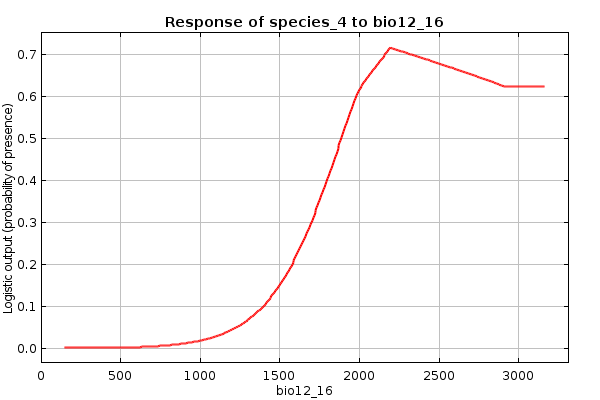 Response of species_4 to bio12_16
Logistic output (probability of presence)
0.7
0.6
0.5
0.4
0.3
0.2
0.1
0.0
0 500 1000 1500 2000 2500 3000
bio12_16